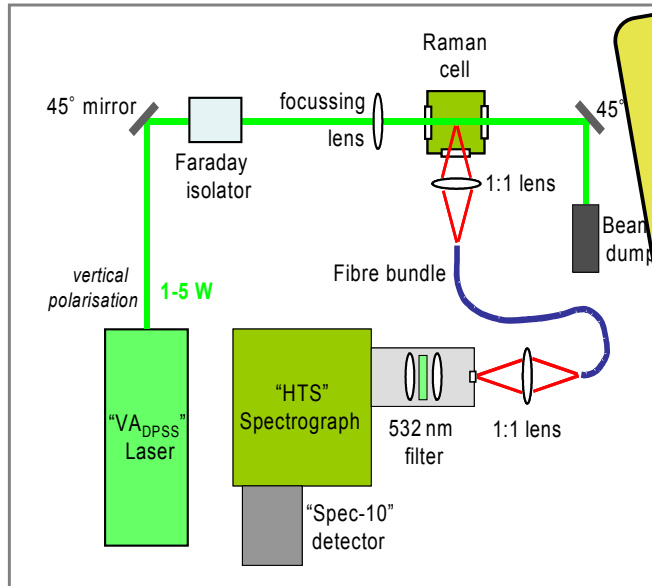 Raman
cell
45° mirror
focussing
lens
45°
Faraday
isolator
1:1 lens
Beam
dump
vertical
polarisation
1-5 W
Fibre bundle
“VADPSS”
Laser
“HTS”
Spectrograph
532 nm
filter
1:1 lens
“Spec-10”
detector